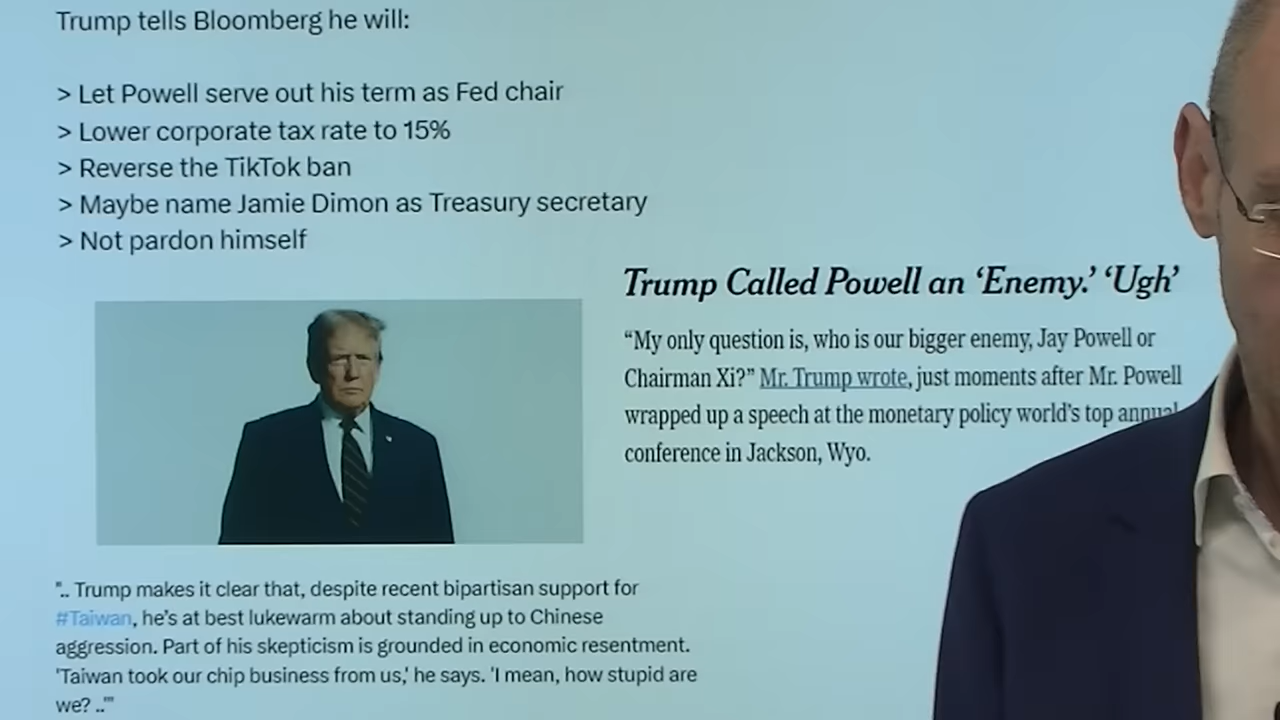 Trump tells Bloomberg he will:
> Let Powell serve out his term as Fed chair
> Lower corporate tax rate to 15%
> Reverse the TikTok ban
> Maybe name Jamie Dimon as Treasury secretary
> Not pardon himself
Trump Called Powell an ‘Enemy.’ ‘Ugh’
“My only question is, who is our bigger enemy, Jay Powell or
Chairman Xi?” Mr. Trump wrote, just moments after Mr. Powell
wrapped up a speech at the monetary policy world’s top annual
conference in Jackson, Wyo.
".. Trump makes it clear that, despite recent bipartisan support for
#Taiwan, he’s at best lukewarm about standing up to Chinese
aggression. Part of his skepticism is grounded in economic resentment.
'Taiwan took our chip business from us,' he says. 'I mean, how stupid are
we? ..'"